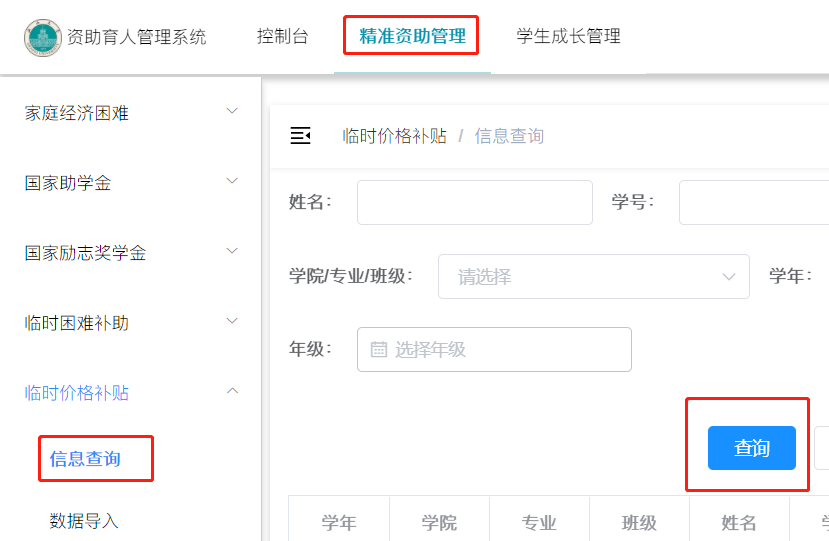 资助育人管理系统 控制台 精准资助管理 学生成长管理
家庭经济困难
国家助学金
国家励志奖学金
临时困难补助
临时价格补贴
信息查询
数据导入
临时价格补贴 / 信息查询
姓名： 学号：
学院/专业/班级： 请选择 学年：
年级： 选择年级
查询
学年 学院 专业 班级 姓名